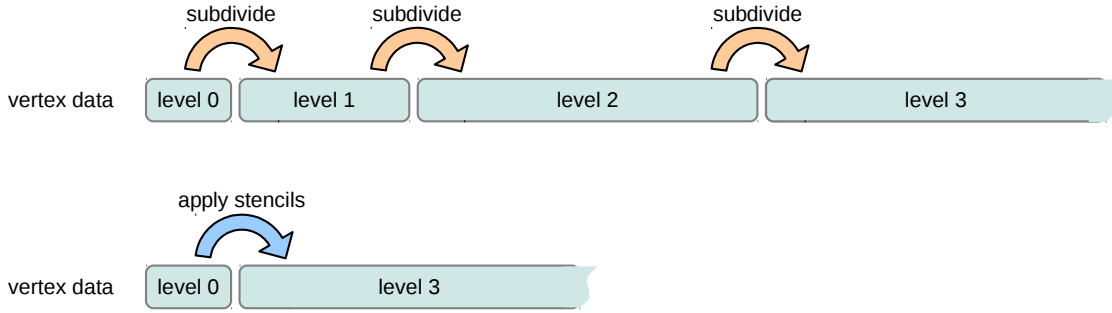 subdivide subdivide subdivide
vertex data level 0 level 1 level 2 level 3
apply stencils
vertex data level 0 level 3